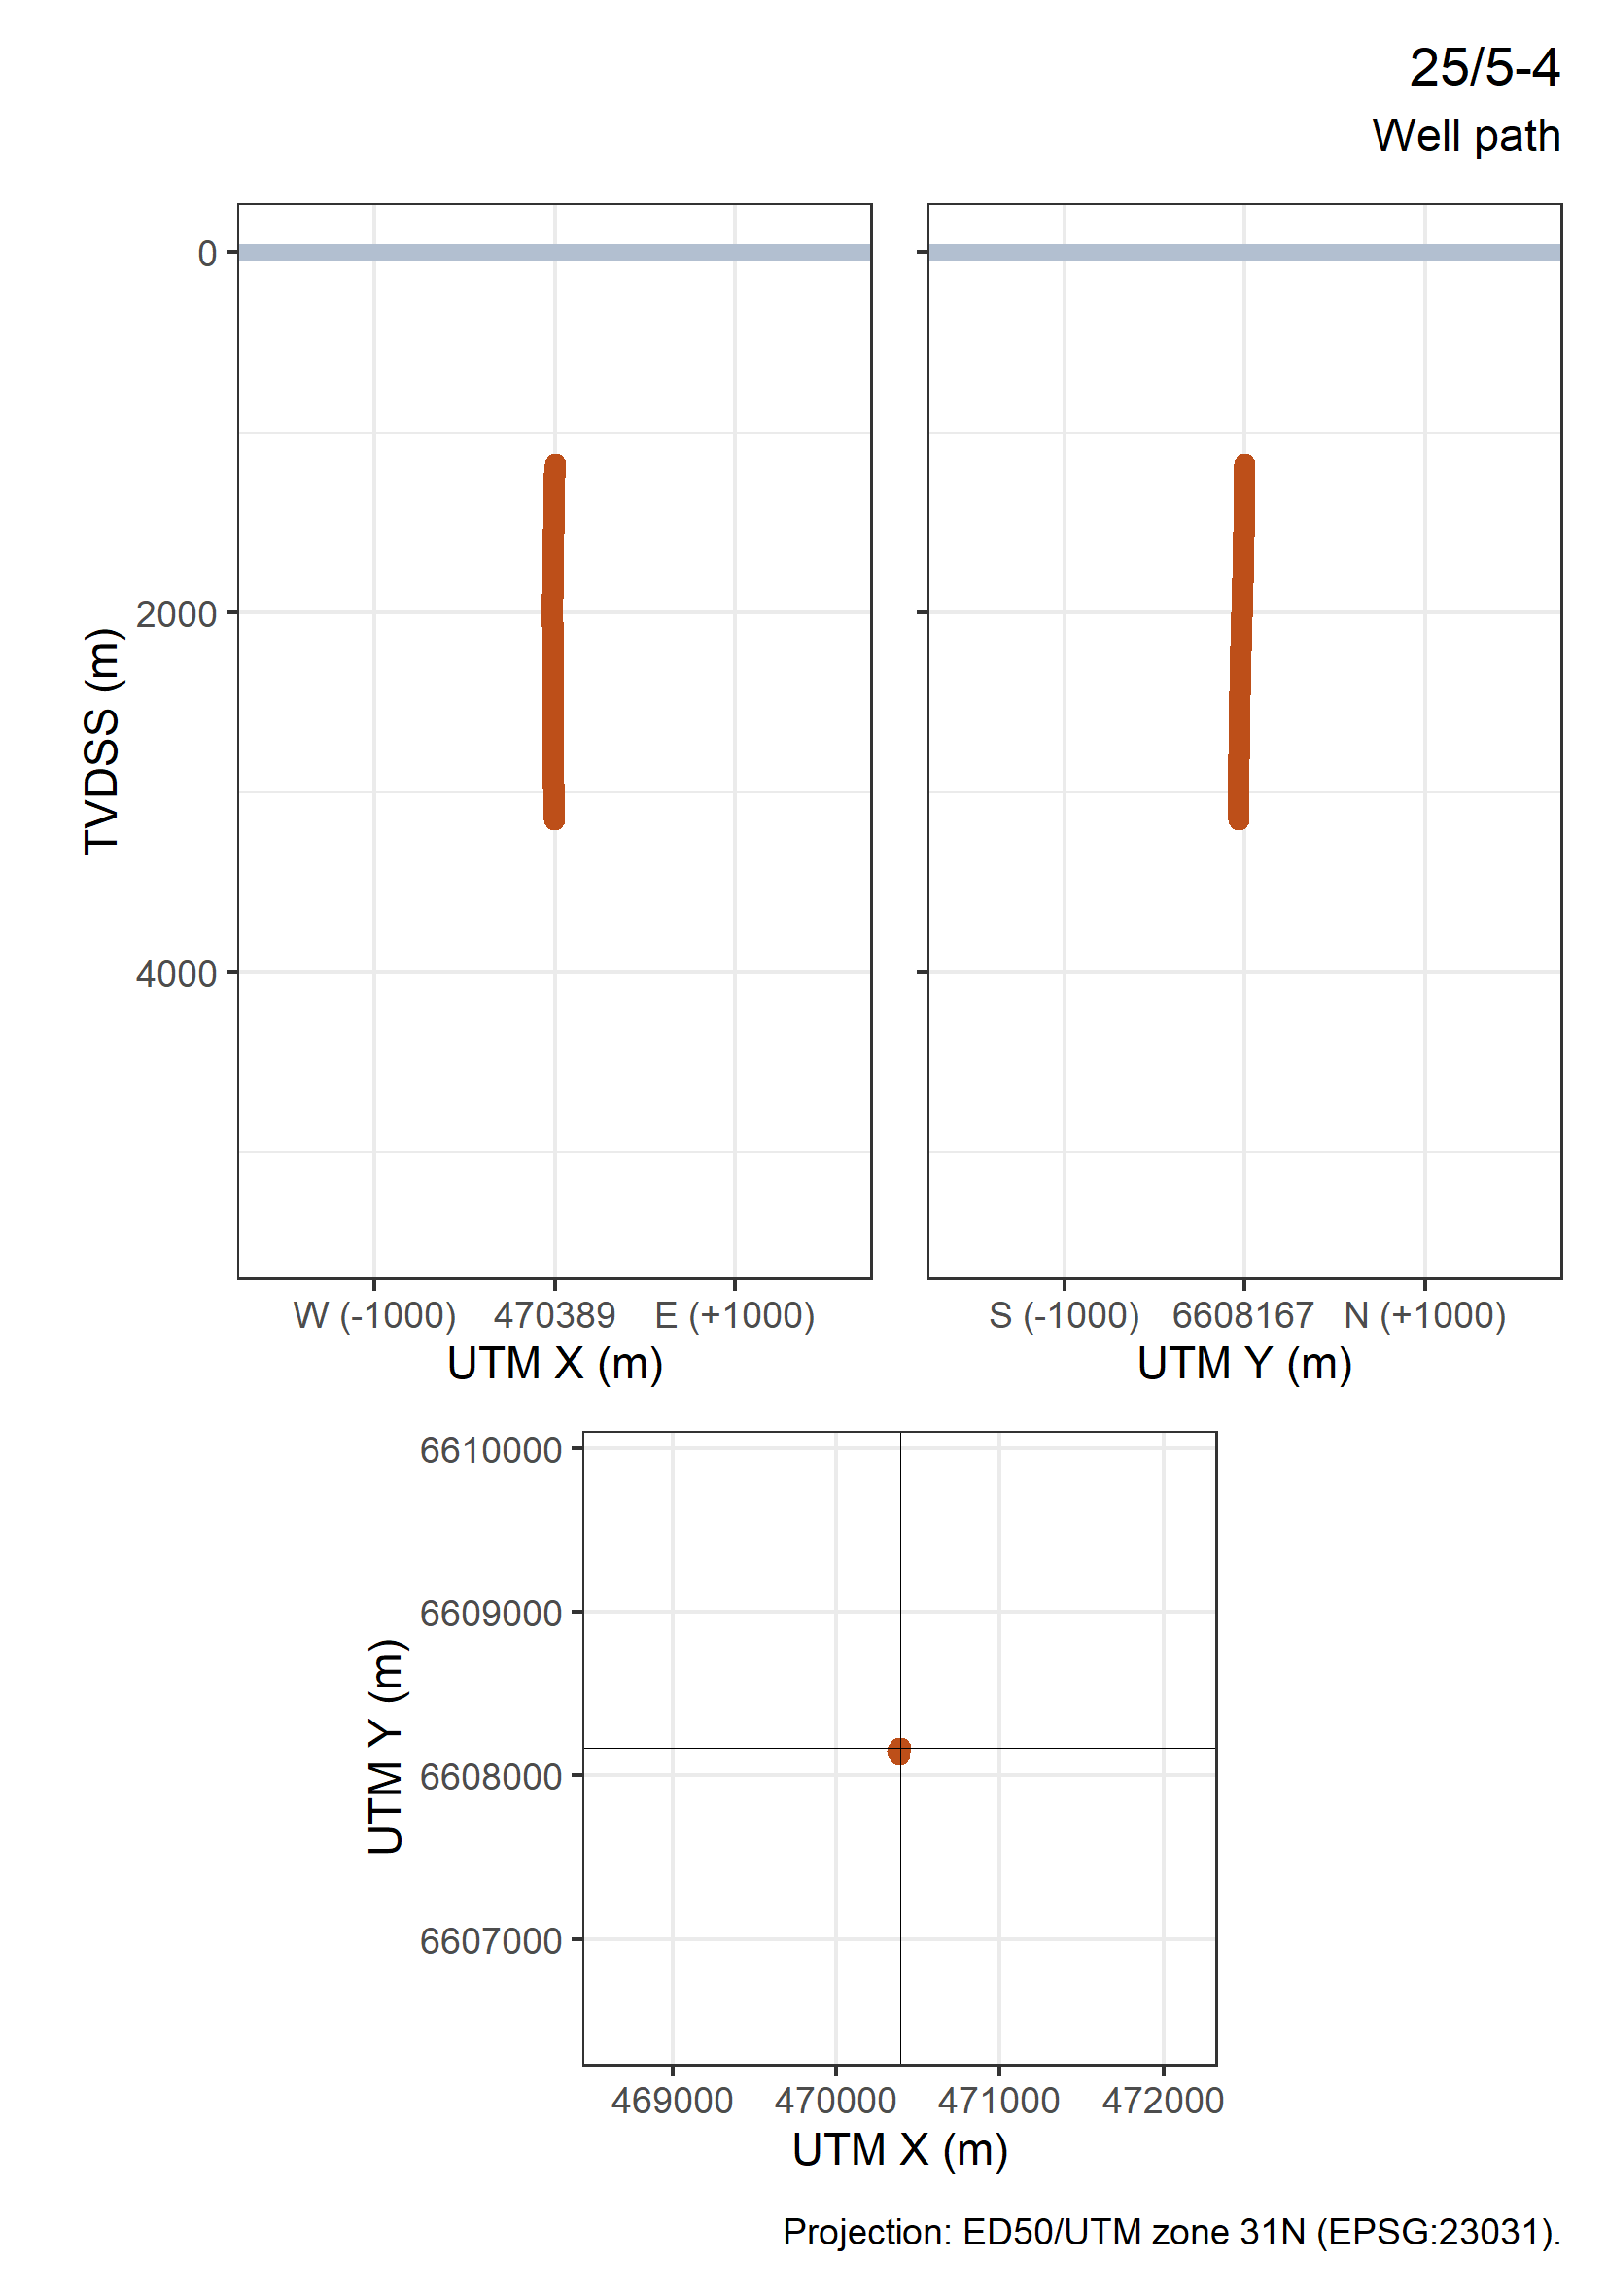 25/5-4
Well path
TVDSS (m)
0
2000
4000
W (-1000) 470389 E (+1000)
UTM X (m)
S (-1000) 6608167 N (+1000)
UTM Y (m)
UTM Y (m)
6610000
6609000
6608000
6607000
469000 470000 471000 472000
UTM X (m)
Projection: ED50/UTM zone 31N (EPSG:23031).